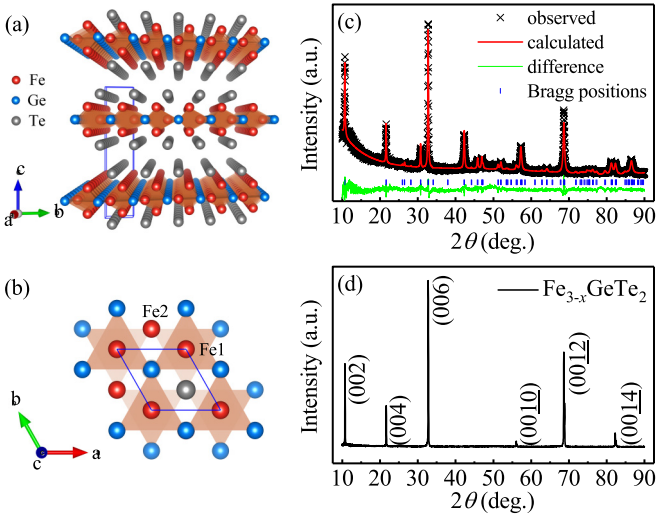 (a)
Fe
Ge
Te
c
a
b
(b)
Fe2
Fe1
b
c
a
(c)
observed
calculated
difference
Bragg positions
Intensity (a.u.)
10 20 30 40 50 60 70 80 90
2θ (deg.)
(d)
Fe3-xGeTe2
(002)
(004)
(006)
(0010)
(0012)
(0014)
Intensity (a.u.)
10 20 30 40 50 60 70 80 90
2θ (deg.)